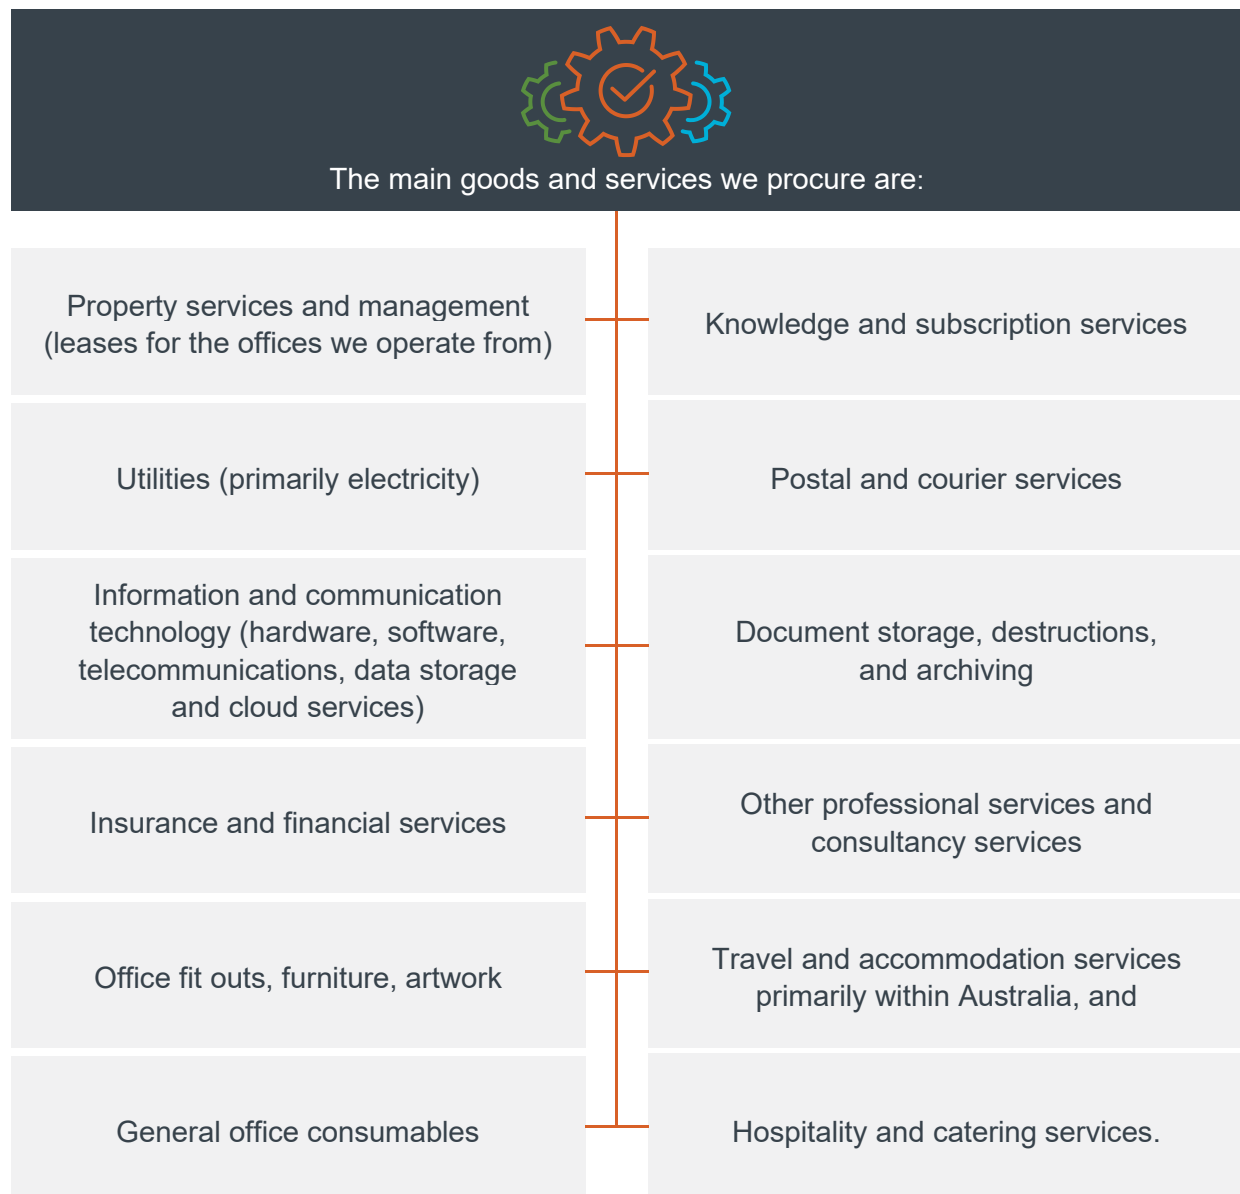 The main goods and services we procure are:
Property services and management
(leases for the offices we operate from)
Utilities (primarily electricity)
Information and communication
technology (hardware, software,
telecommunications, data storage
and cloud services)
Insurance and financial services
Office fit outs, furniture, artwork
General office consumables
Knowledge and subscription services
Postal and courier services
Document storage, destructions,
and archiving
Other professional services and
consultancy services
Travel and accommodation services
primarily within Australia, and
Hospitality and catering services.